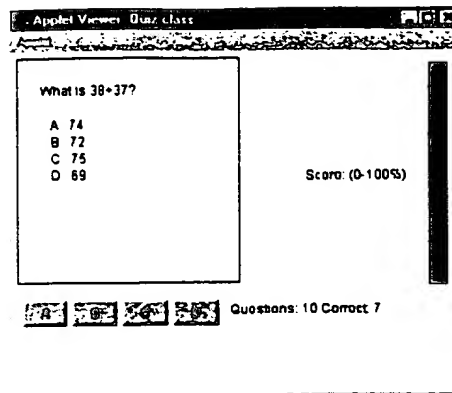 Applet Viewer: Quiz.class
What is 38+37?
A 74
B 72
C 75
D 69
Score: (0-100%)
A B C D
Questions: 10 Correct: 7